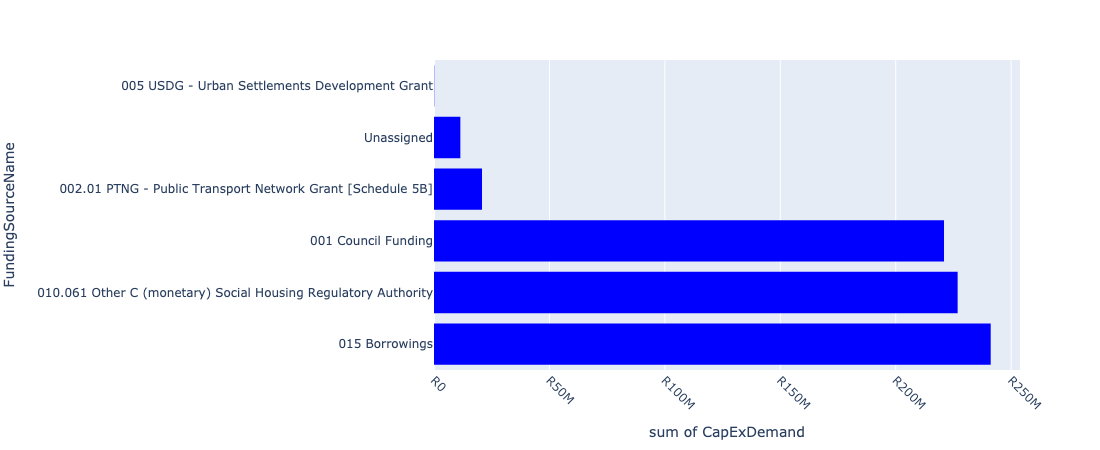 005 USDG - Urban Settlements Development Grant
Unassigned
002.01 PTNG - Public Transport Network Grant [Schedule 5B]
001 Council Funding
010.061 Other C (monetary) Social Housing Regulatory Authority
015 Borrowings
FundingSourceName
R0
R50M
R100M
R150M
R200M
R250M
sum of CapExDemand